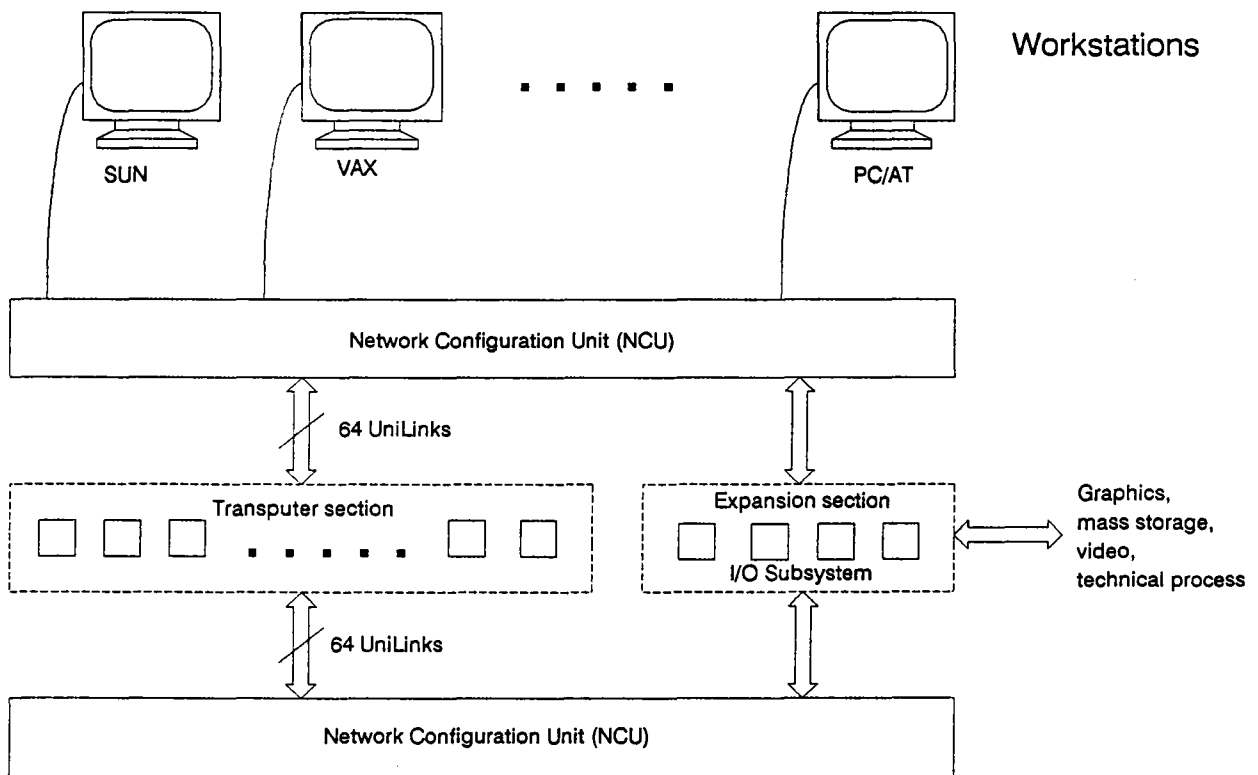 Workstations
SUN
VAX
PC/AT
Network Configuration Unit (NCU)
64 UniLinks
Transputer section
Expansion section
I/O Subsystem
Graphics,
mass storage,
video,
technical process
64 UniLinks
Network Configuration Unit (NCU)